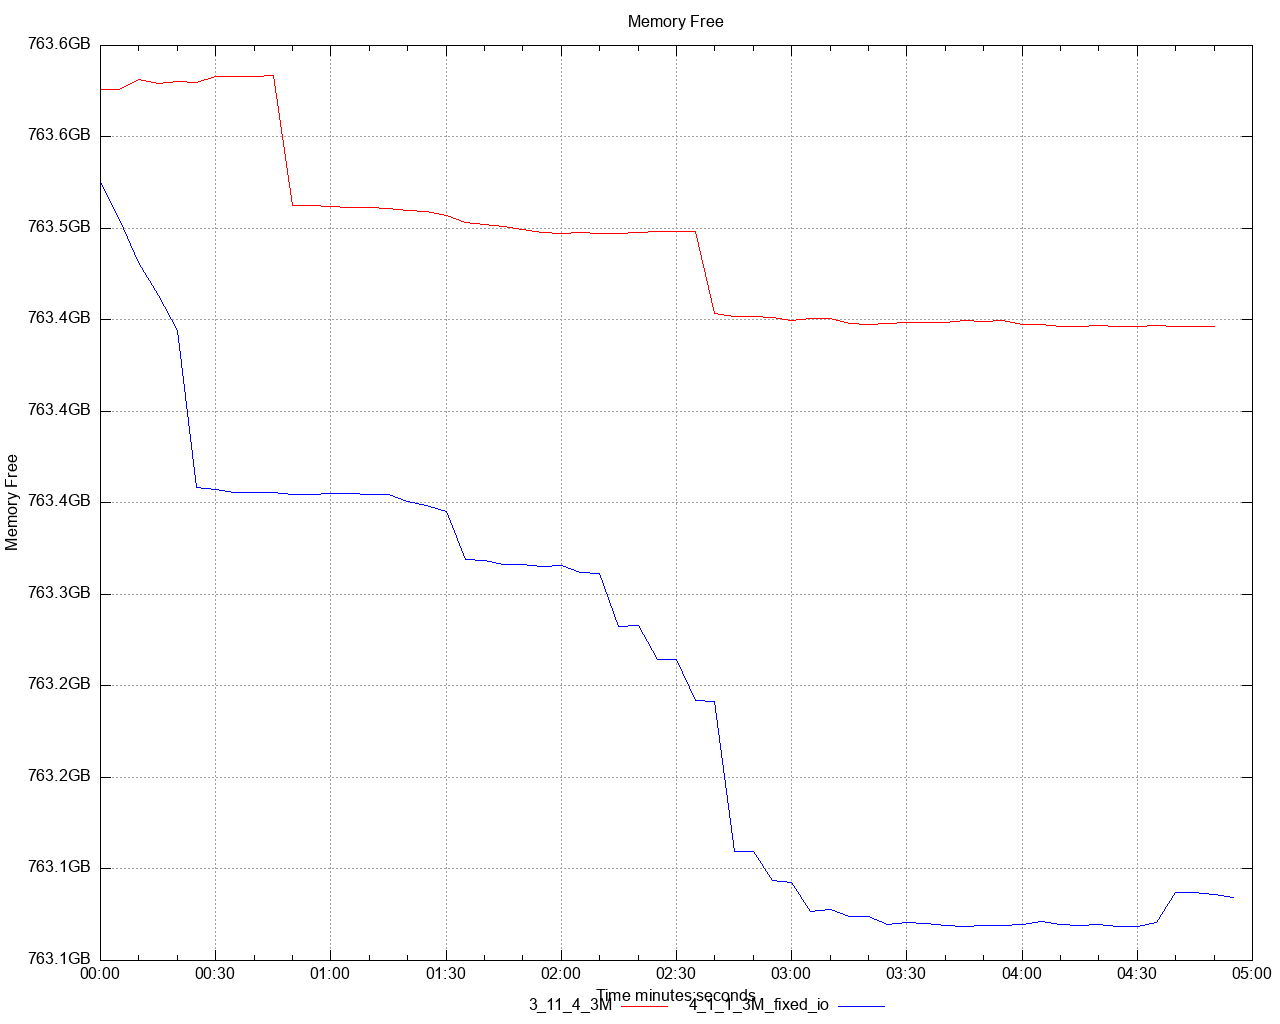 Memory Free
763.6GB
763.6GB
763.5GB
763.4GB
763.4GB
763.4GB
763.3GB
763.2GB
763.2GB
763.1GB
763.1GB
Memory Free
00:00 00:30 01:00 01:30 02:00 02:30 03:00 03:30 04:00 04:30 05:00
Time minutes:seconds
3_11_4_3M 4_1_1_3M_fixed_io